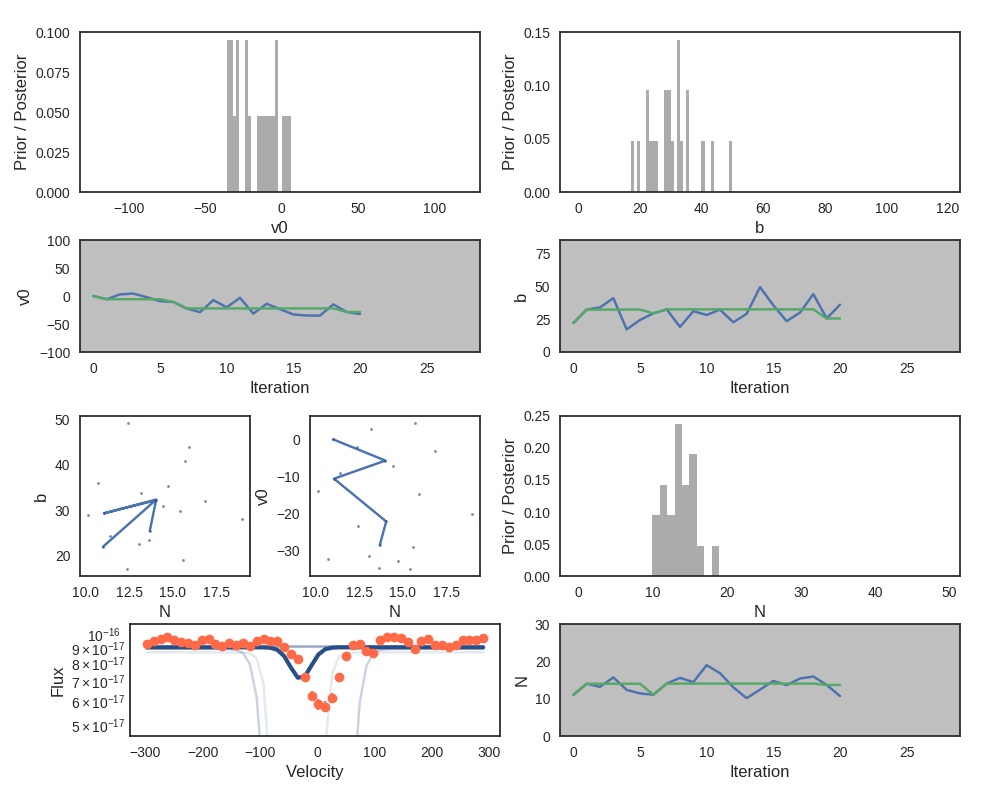 0.100
0.075
0.050
0.025
0.000
Prior / Posterior
−100 −50 0 50 100
v0
0.15
0.10
0.05
0.00
Prior / Posterior
0 20 40 60 80 100 120
b
100
50
0
−50
−100
v0
0 5 10 15 20 25
Iteration
75
50
25
0
b
0 5 10 15 20 25
Iteration
50
40
30
20
b
10.0 12.5 15.0 17.5
N
0
−10
−20
−30
v0
10.0 12.5 15.0 17.5
N
0.25
0.20
0.15
0.10
0.05
0.00
Prior / Posterior
0 10 20 30 40 50
N
10⁻¹⁶
9 × 10⁻¹⁷
8 × 10⁻¹⁷
7 × 10⁻¹⁷
6 × 10⁻¹⁷
5 × 10⁻¹⁷
Flux
−300 −200 −100 0 100 200 300
Velocity
30
20
10
0
N
0 5 10 15 20 25
Iteration